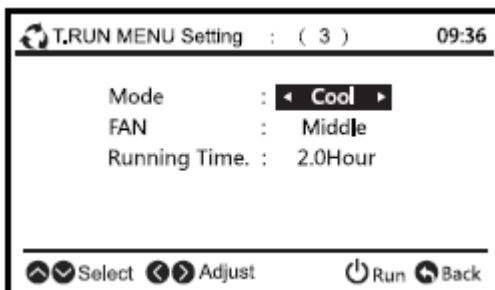 T.RUN MENU Setting : ( 3 ) 09:36
Mode : Cool
FAN : Middle
Running Time. : 2.0Hour
Select Adjust Run Back